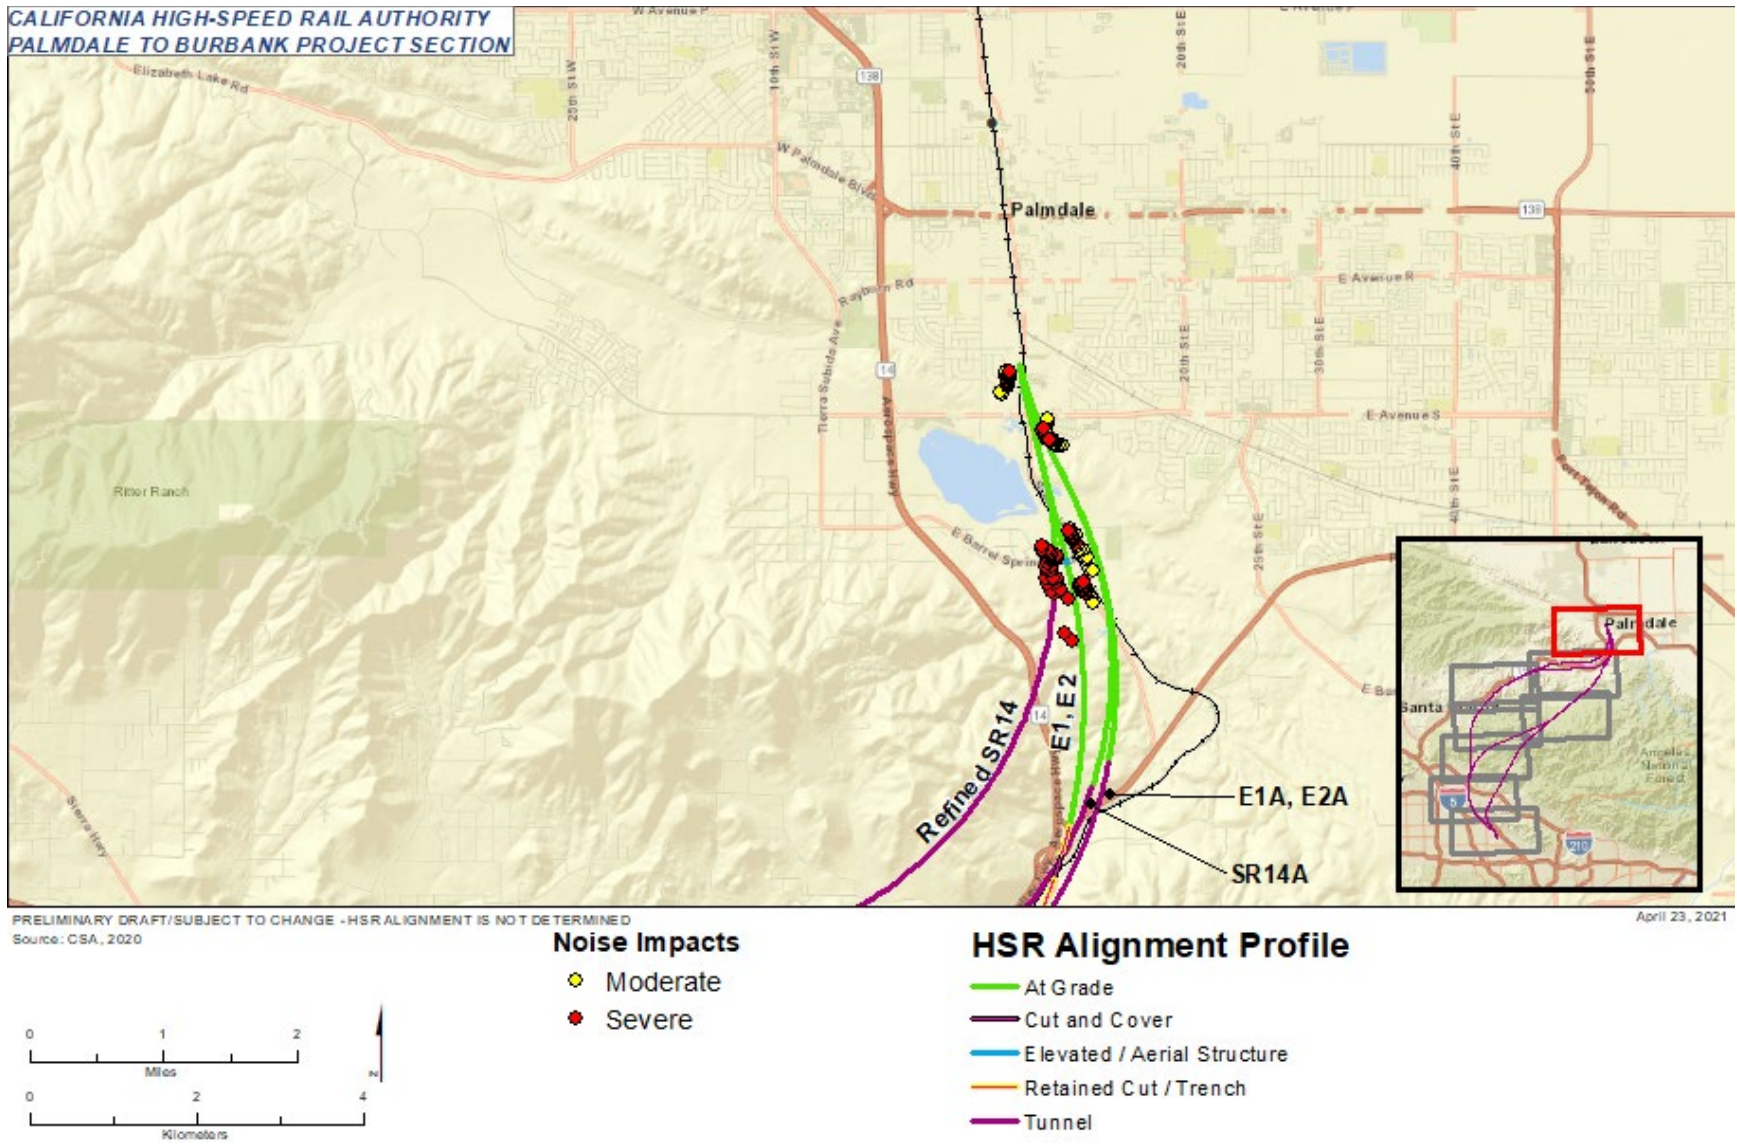 CALIFORNIA HIGH-SPEED RAIL AUTHORITY
PALMDALE TO BURBANK PROJECT SECTION
W Avenue P
E Avenue P
Elizabeth Lake Rd
25th St W
10th St W
138
20th St E
40th St E
50th St E
W Palmdale Blvd
Palmdale
138
Rayburn Rd
E Avenue R
Tierra Subida Ave
14
20th St E
30th St E
E Avenue S
Aerospace Hwy
Ritter Ranch
40th St E
Fort Tejon Rd
E Barrel Sprin
25th St E
Palmdale
Refined SR14
14
E1, E2
E Ba
Santa
Angeles
National
Forest
5
210
Aerospace Hwy
E1A, E2A
SR14A
Sierra Hwy
PRELIMINARY DRAFT/SUBJECT TO CHANGE - HSR ALIGNMENT IS NOT DETERMINED
April 23, 2021
Source: CSA, 2020
Noise Impacts
Moderate
Severe
HSR Alignment Profile
At Grade
Cut and Cover
Elevated / Aerial Structure
Retained Cut / Trench
Tunnel
0 1 2
Miles
0 2 4
Kilometers
N